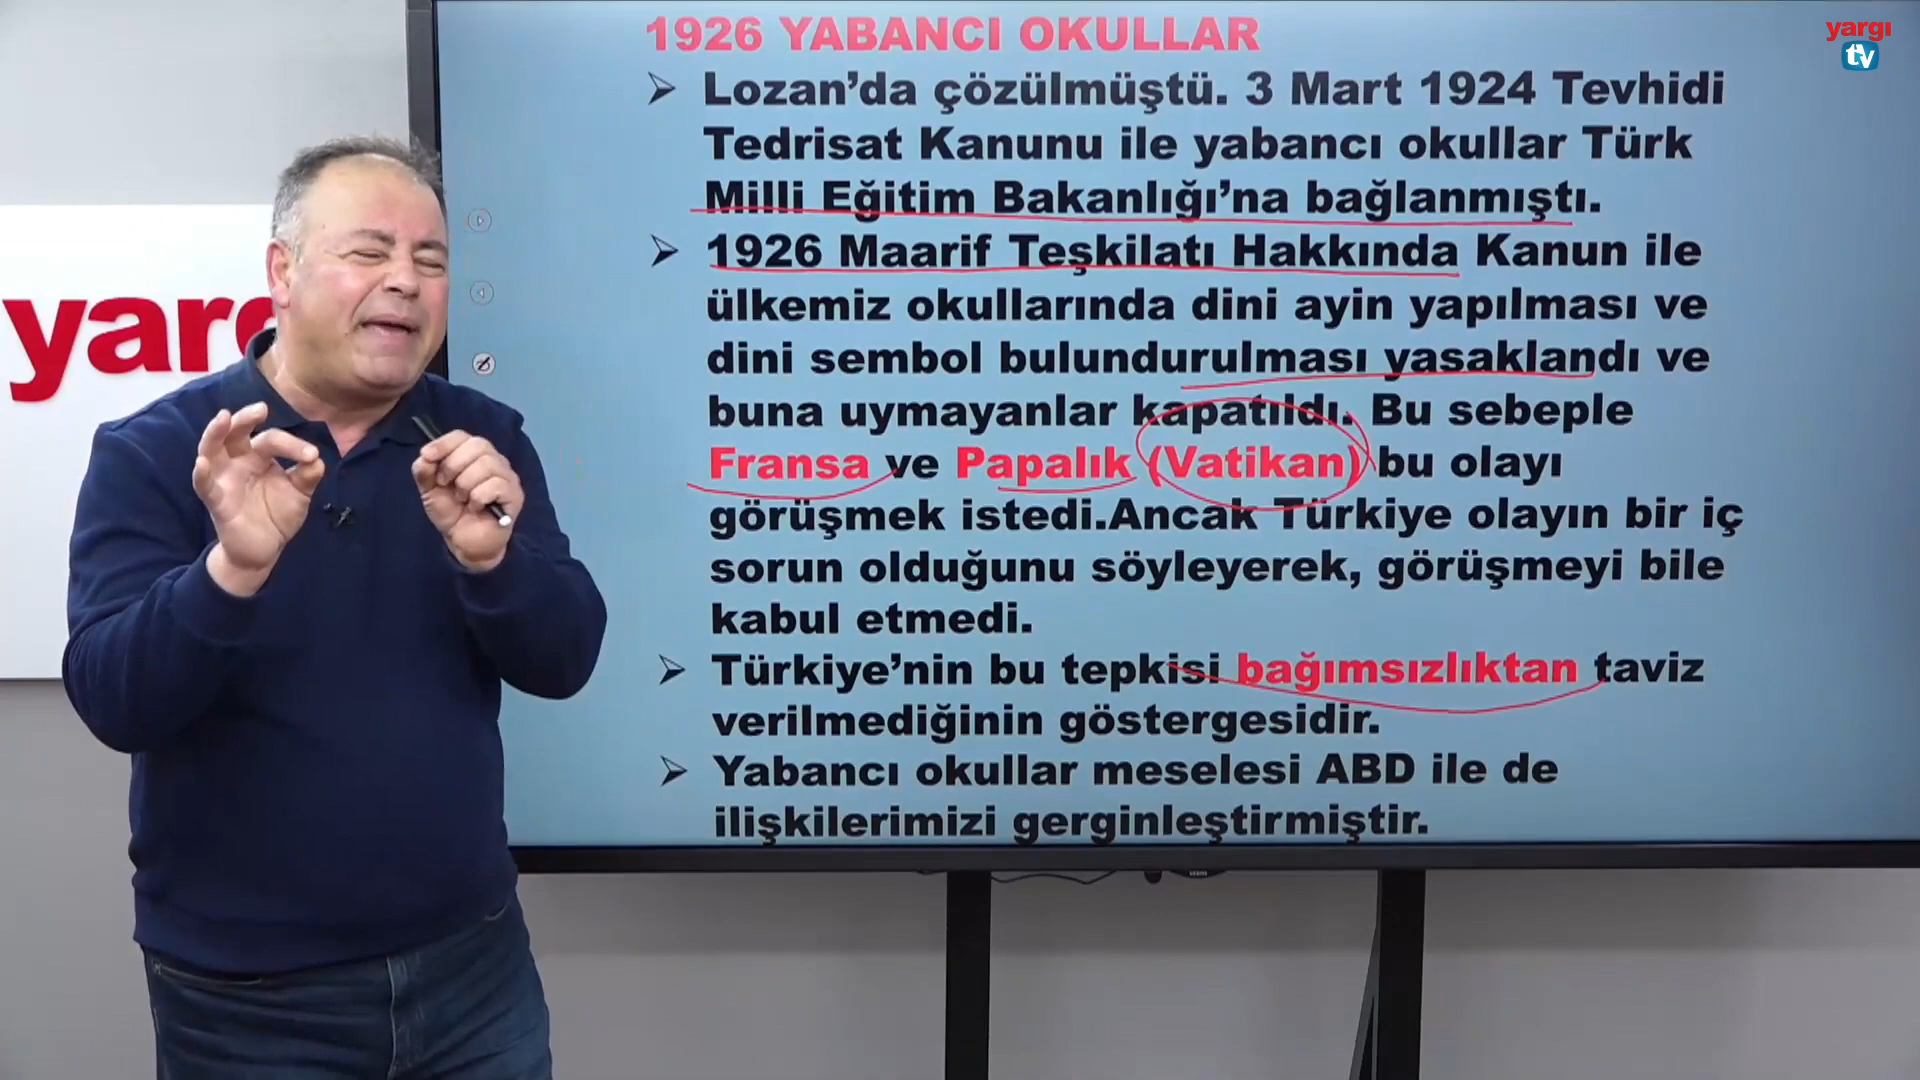 1926 YABANCI OKULLAR
yargı
tv
➢ Lozan’da çözülmüştü. 3 Mart 1924 Tevhidi
Tedrisat Kanunu ile yabancı okullar Türk
Milli Eğitim Bakanlığı’na bağlanmıştı.
➢ 1926 Maarif Teşkilatı Hakkında Kanun ile
ülkemiz okullarında dini ayin yapılması ve
dini sembol bulundurulması yasaklandı ve
buna uymayanlar kapatıldı. Bu sebeple
Fransa ve Papalık (Vatikan) bu olayı
görüşmek istedi.Ancak Türkiye olayın bir iç
sorun olduğunu söyleyerek, görüşmeyi bile
kabul etmedi.
➢ Türkiye’nin bu tepkisi bağımsızlıktan taviz
verilmediğinin göstergesidir.
➢ Yabancı okullar meselesi ABD ile de
ilişkilerimizi gerginleştirmiştir.